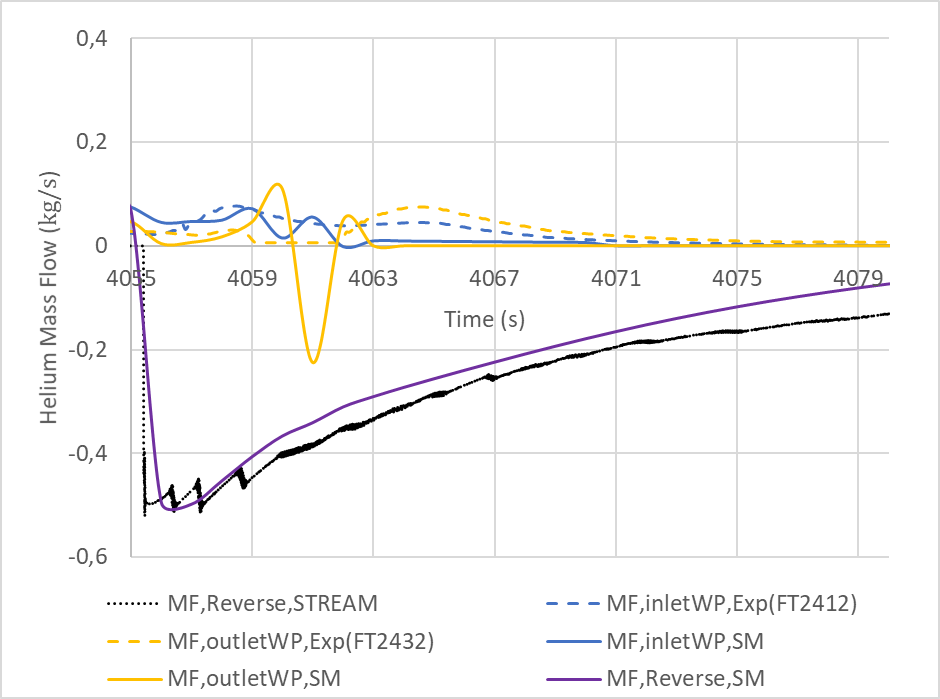 0,4
0,2
0
-0,2
-0,4
-0,6
Helium Mass Flow (kg/s)
4055 4059 4063 4067 4071 4075 4079
Time (s)
MF,Reverse,STREAM MF,inletWP,Exp(FT2412)
MF,outletWP,Exp(FT2432) MF,inletWP,SM
MF,outletWP,SM MF,Reverse,SM